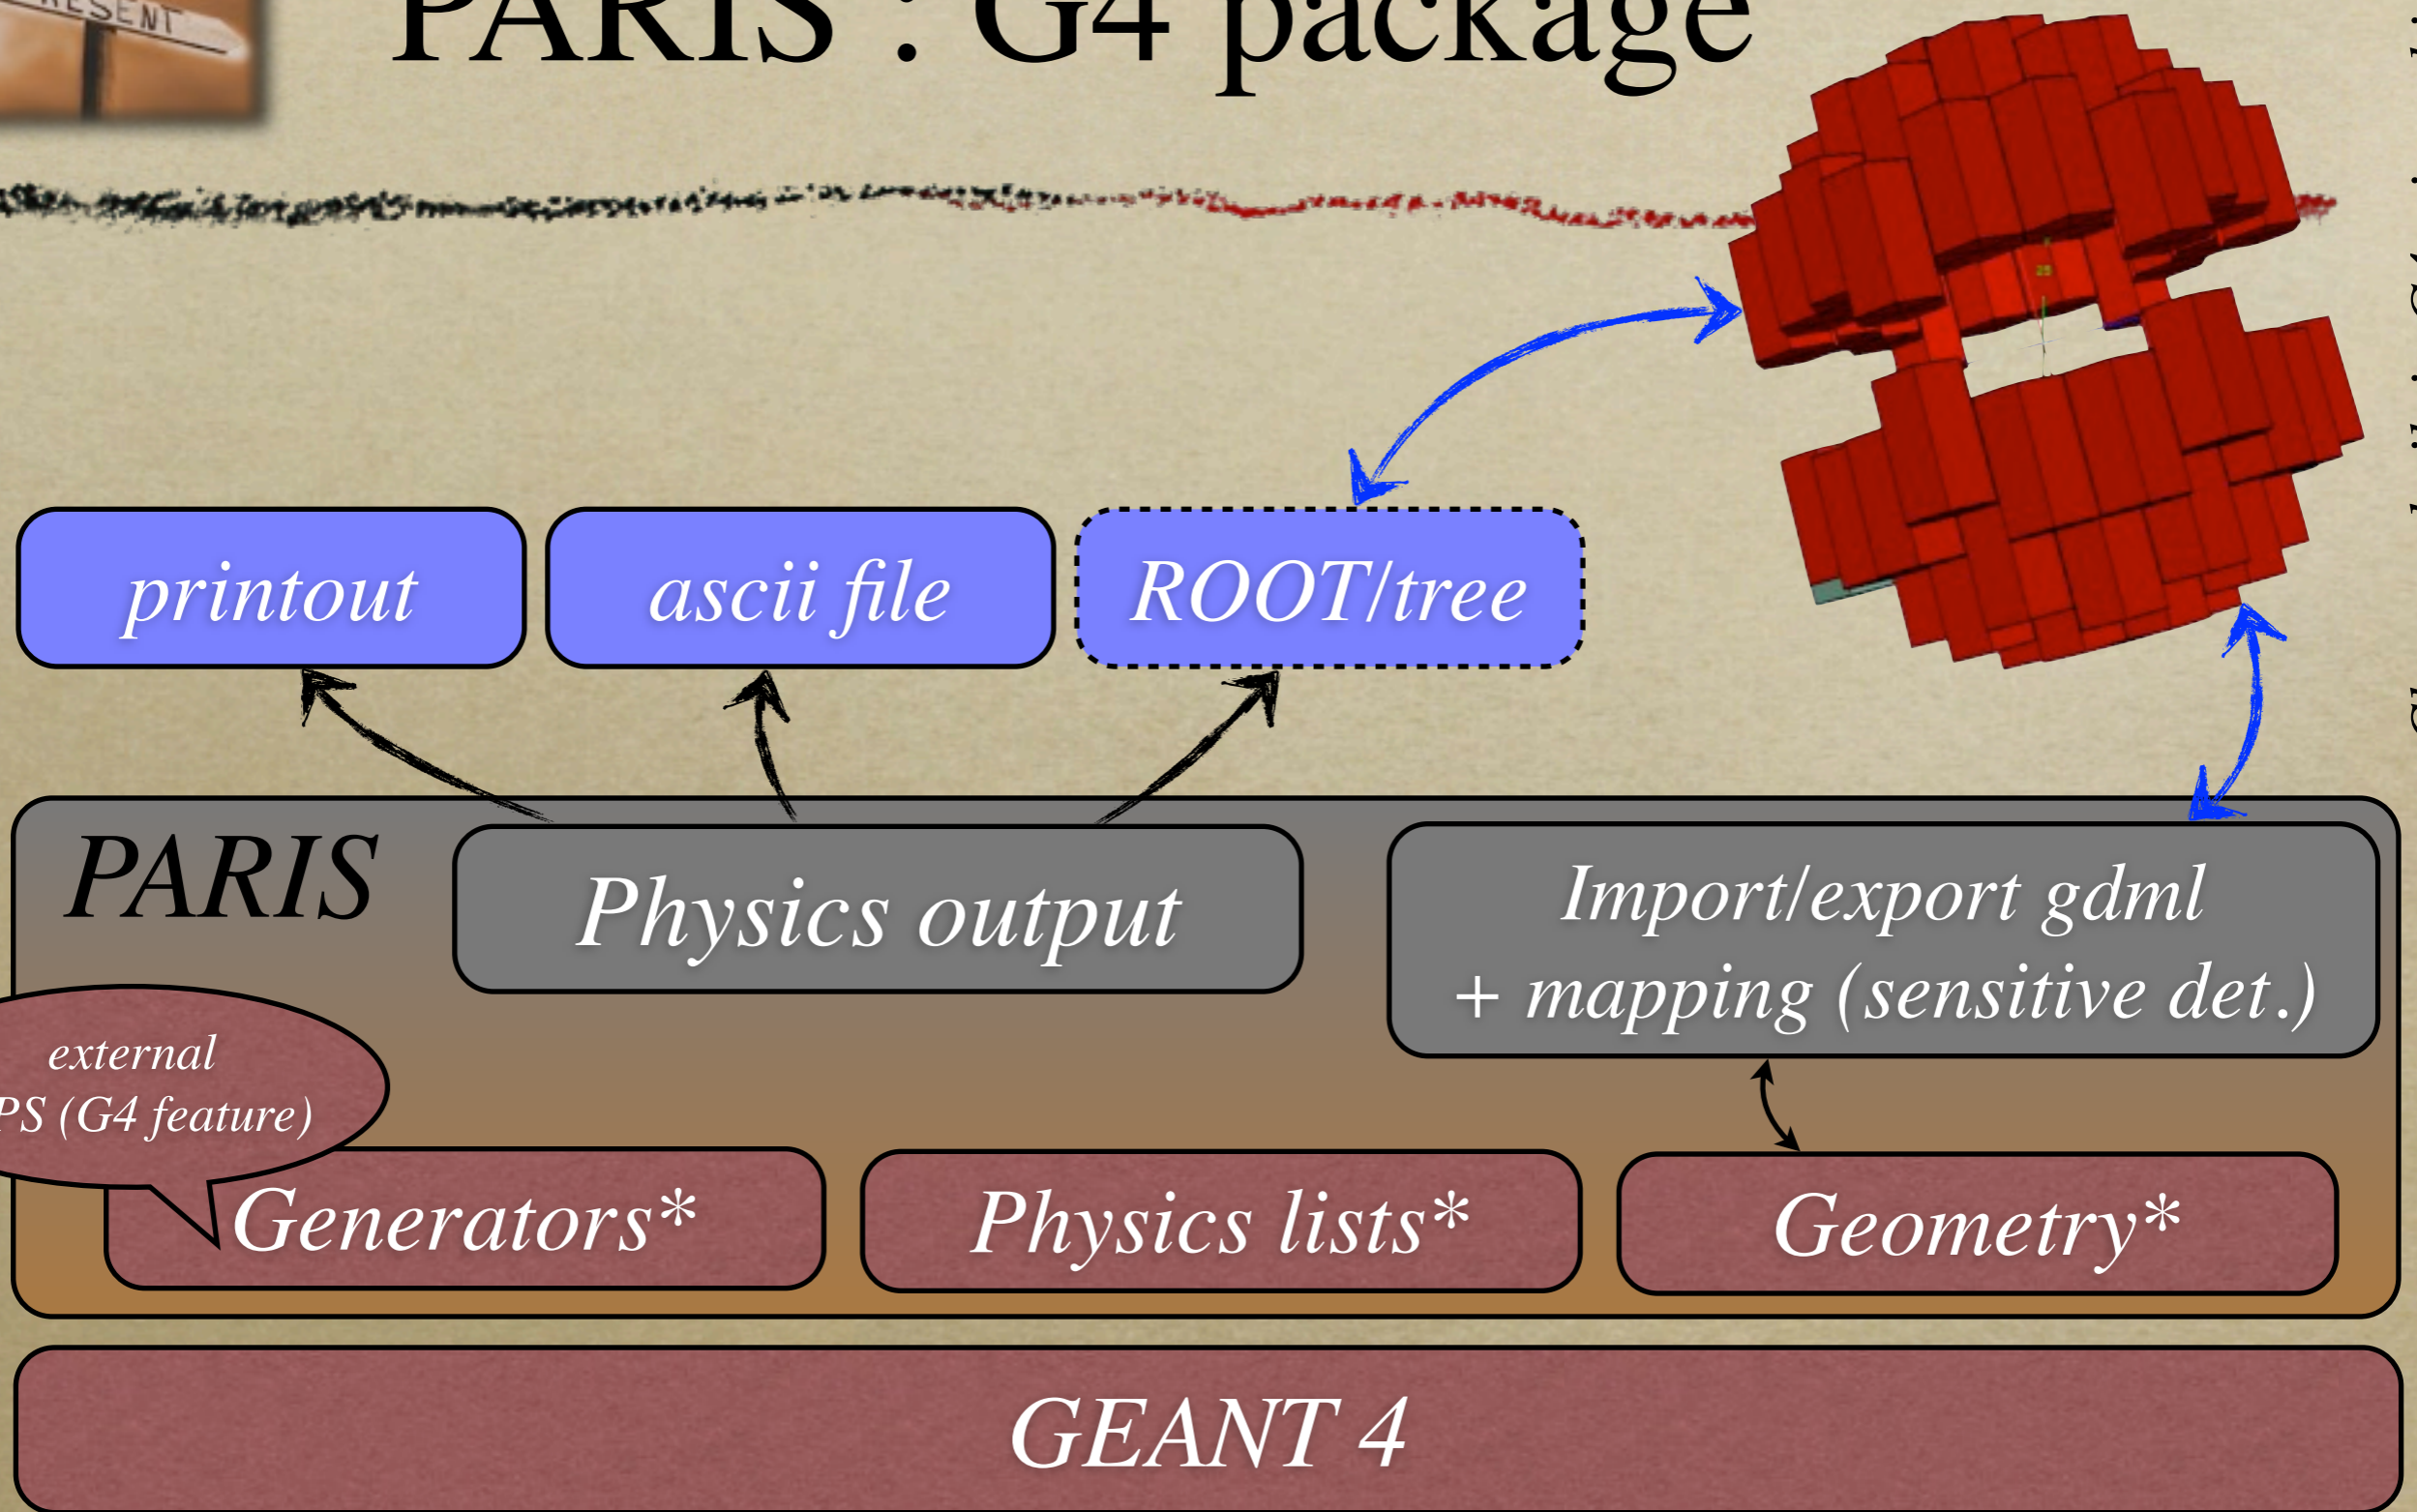 PRESENT
PARIS : G4 package
printout
ascii file
ROOT/tree
PARIS
Physics output
Import/export gdml
+ mapping (sensitive det.)
external
PS (G4 feature)
Generators*
Physics lists*
Geometry*
GEANT 4